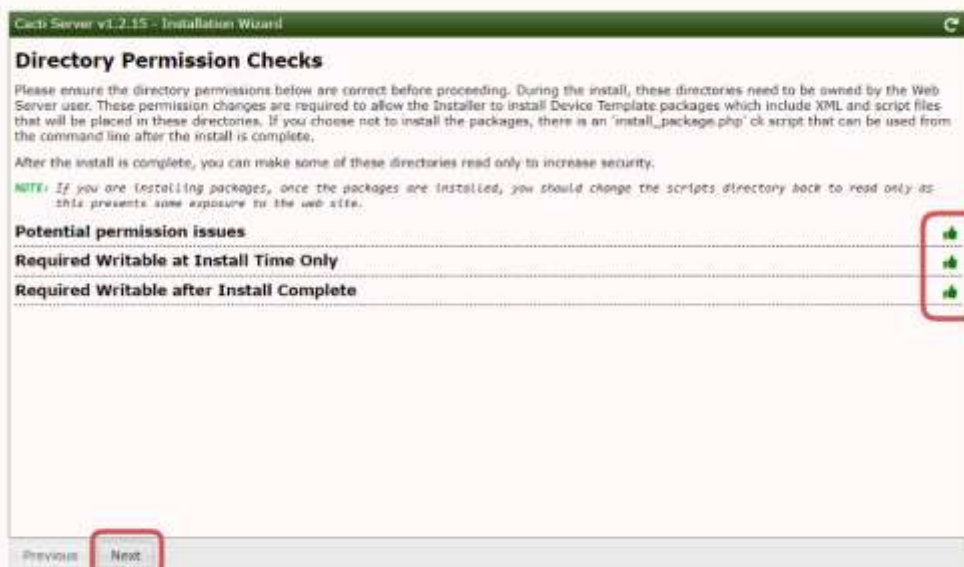 Cacti Server v1.2.15 - Installation Wizard
Directory Permission Checks
Please ensure the directory permissions below are correct before proceeding. During the install, these directories need to be owned by the Web
Server user. These permission changes are required to allow the Installer to install Device Template packages which include XML and script files
that will be placed in these directories. If you choose not to install the packages, there is an 'install_package.php' cli script that can be used from
the command line after the install is complete.
After the install is complete, you can make some of these directories read only to increase security.
NOTE: If you are installing packages, once the packages are installed, you should change the scripts directory back to read only as
this presents some exposure to the web site.
Potential permission issues
Required Writable at Install Time Only
Required Writable after Install Complete
Previous Next